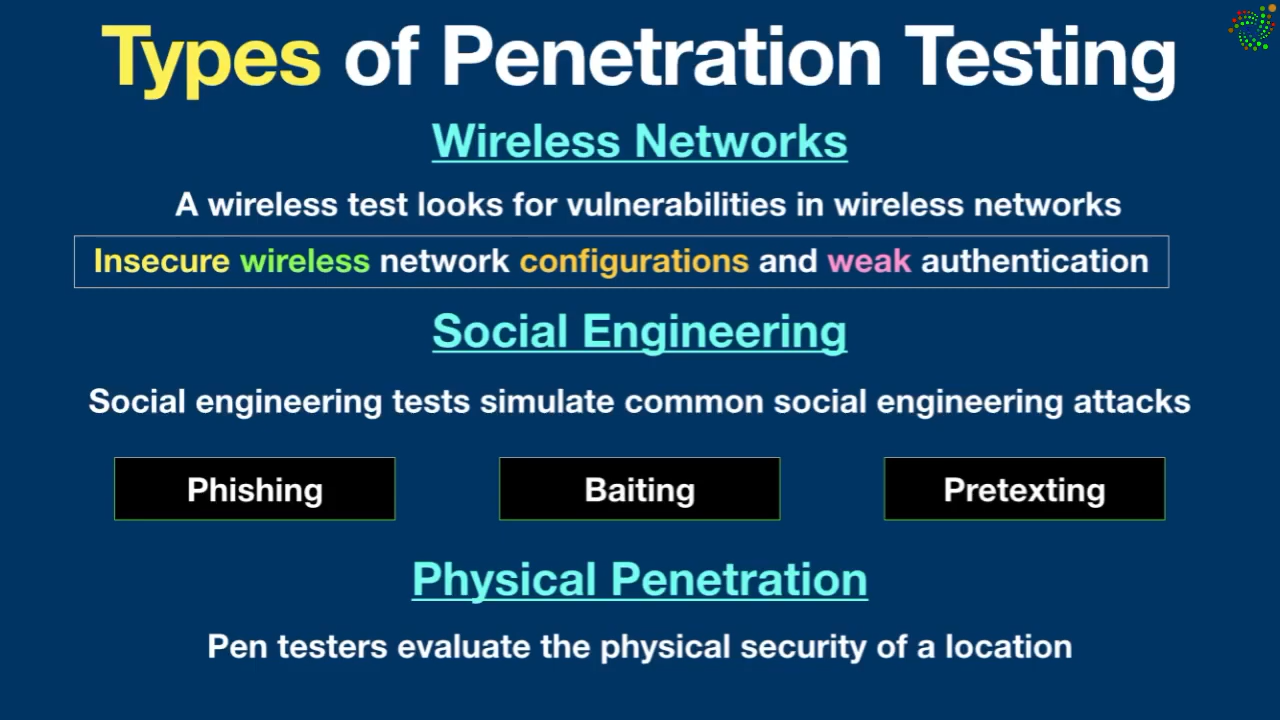 Types of Penetration Testing
Wireless Networks
A wireless test looks for vulnerabilities in wireless networks
Insecure wireless network configurations and weak authentication
Social Engineering
Social engineering tests simulate common social engineering attacks
Phishing
Baiting
Pretexting
Physical Penetration
Pen testers evaluate the physical security of a location